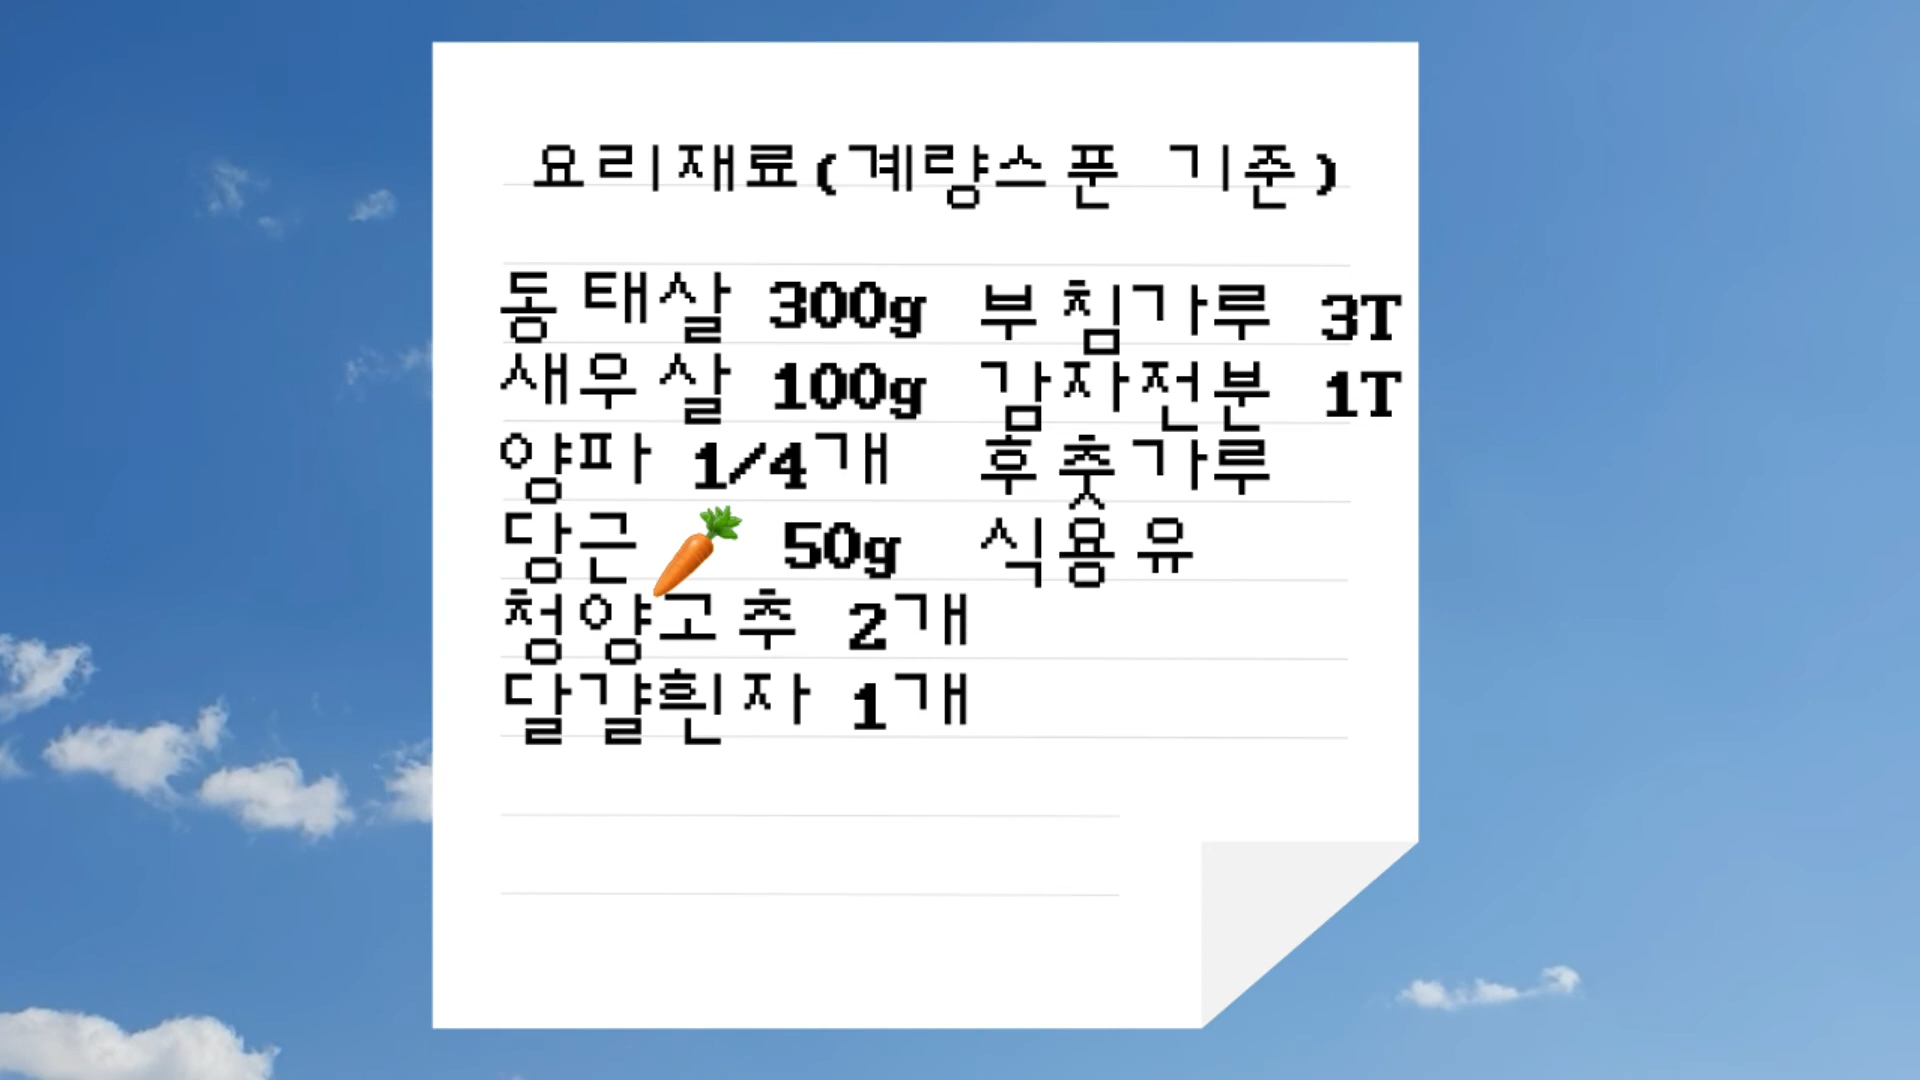 요리재료(계량스푼 기준)
동태살 300g 부침가루 3T
새우살 100g 감자전분 1T
양파 1/4개 후춧가루
당근🥕 50g 식용유
청양고추 2개
달걀흰자 1개